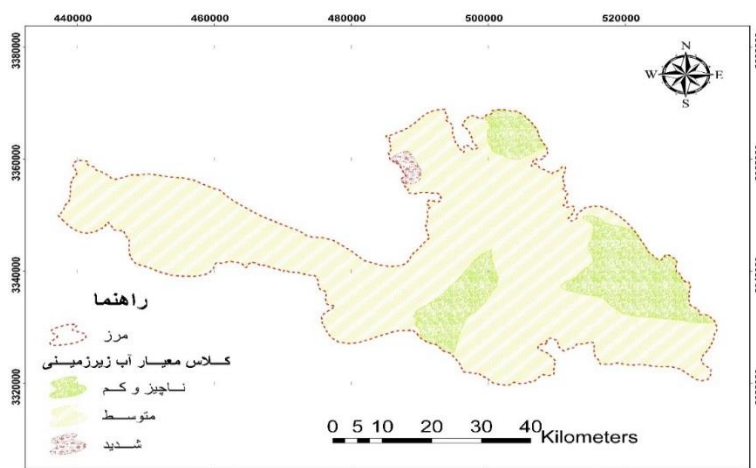 440000 460000 480000 500000 520000
3380000
3360000
3340000
3320000
N
W E
S
راهنما
مرز
کلاس معیار آب زیرزمینی
ناچیز و کم
متوسط
شدید
0 5 10 20 30 40
Kilometers